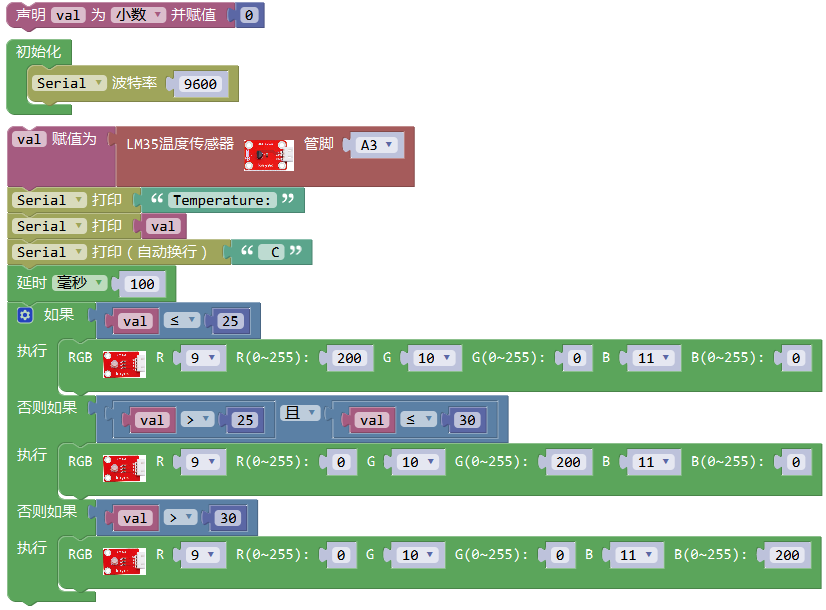 声明 val 为 小数 并赋值 0
初始化
Serial 波特率 9600
val 赋值为 LM35温度传感器 管脚 A3
Serial 打印 “ Temperature: ”
Serial 打印 val
Serial 打印（自动换行） “ C ”
延时 毫秒 100
如果 val ≤ 25
执行 RGB R 9 R(0~255): 200 G 10 G(0~255): 0 B 11 B(0~255): 0
否则如果 val > 25 且 val ≤ 30
执行 RGB R 9 R(0~255): 0 G 10 G(0~255): 200 B 11 B(0~255): 0
否则如果 val > 30
执行 RGB R 9 R(0~255): 0 G 10 G(0~255): 0 B 11 B(0~255): 200